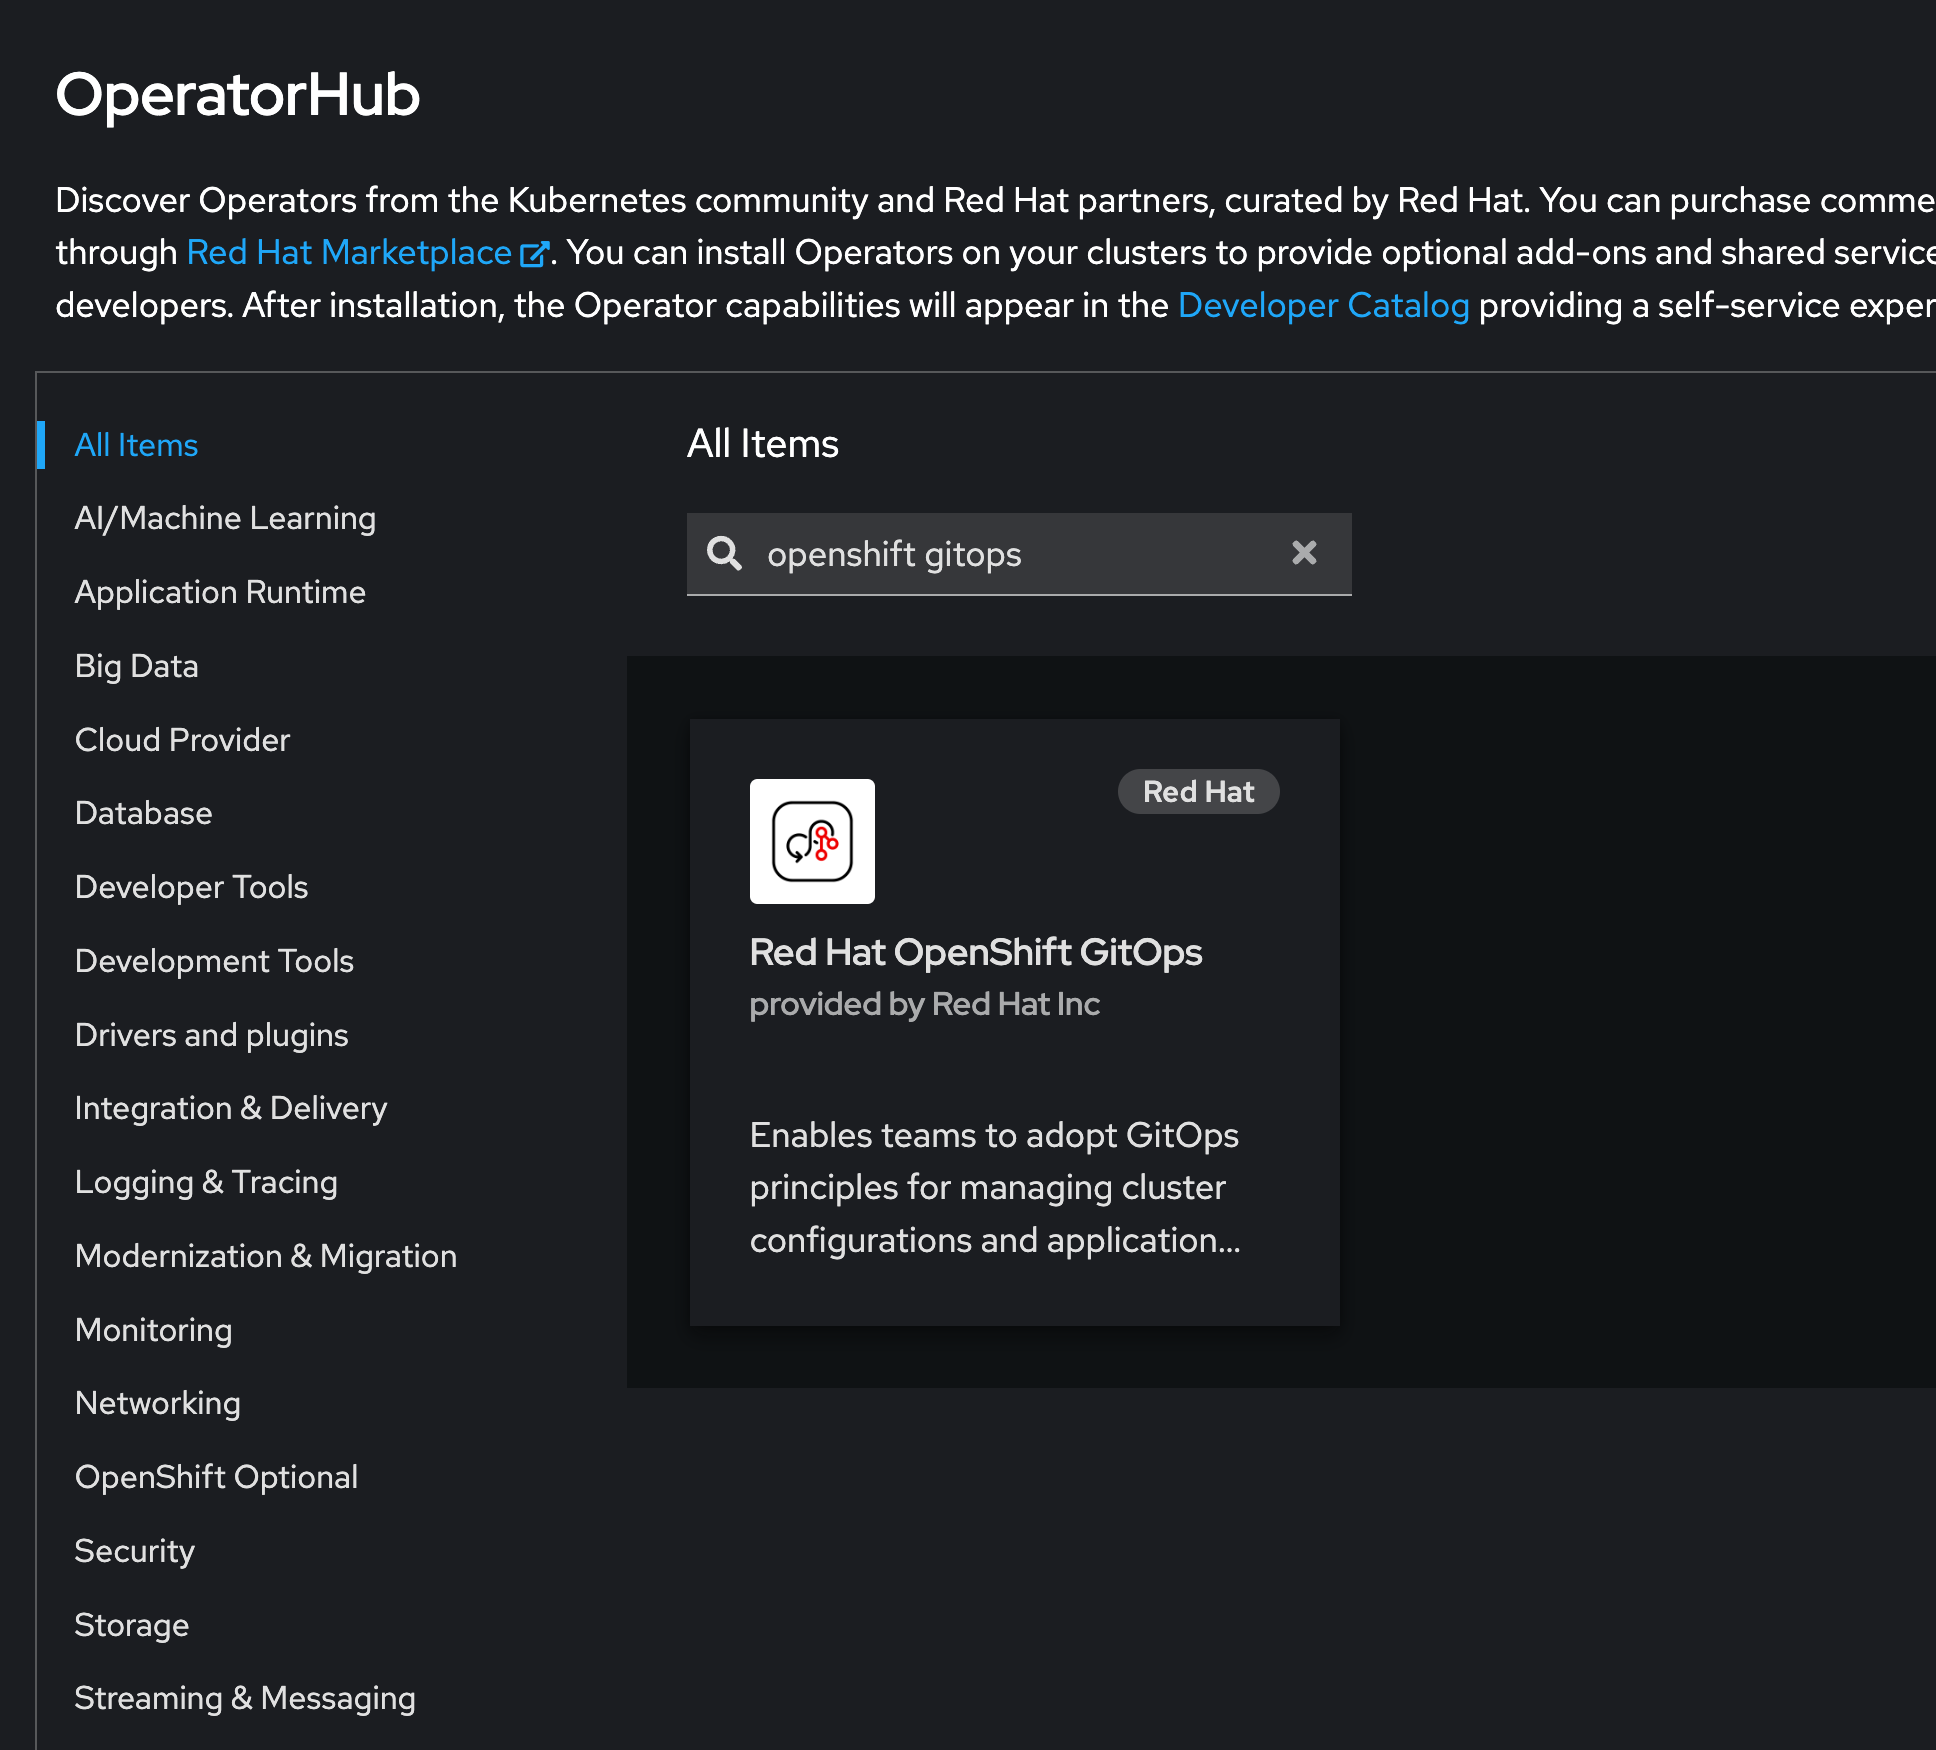 OperatorHub
Discover Operators from the Kubernetes community and Red Hat partners, curated by Red Hat. You can purchase
through Red Hat Marketplace. You can install Operators on your clusters to provide optional add-ons and shared
developers. After installation, the Operator capabilities will appear in the Developer Catalog providing a self-service
All Items
AI/Machine Learning
Application Runtime
Big Data
Cloud Provider
Database
Developer Tools
Development Tools
Drivers and plugins
Integration & Delivery
Logging & Tracing
Modernization & Migration
Monitoring
Networking
OpenShift Optional
Security
Storage
Streaming & Messaging
All Items
openshift gitops
Red Hat
Red Hat OpenShift GitOps
provided by Red Hat Inc
Enables teams to adopt GitOps
principles for managing cluster
configurations and application...